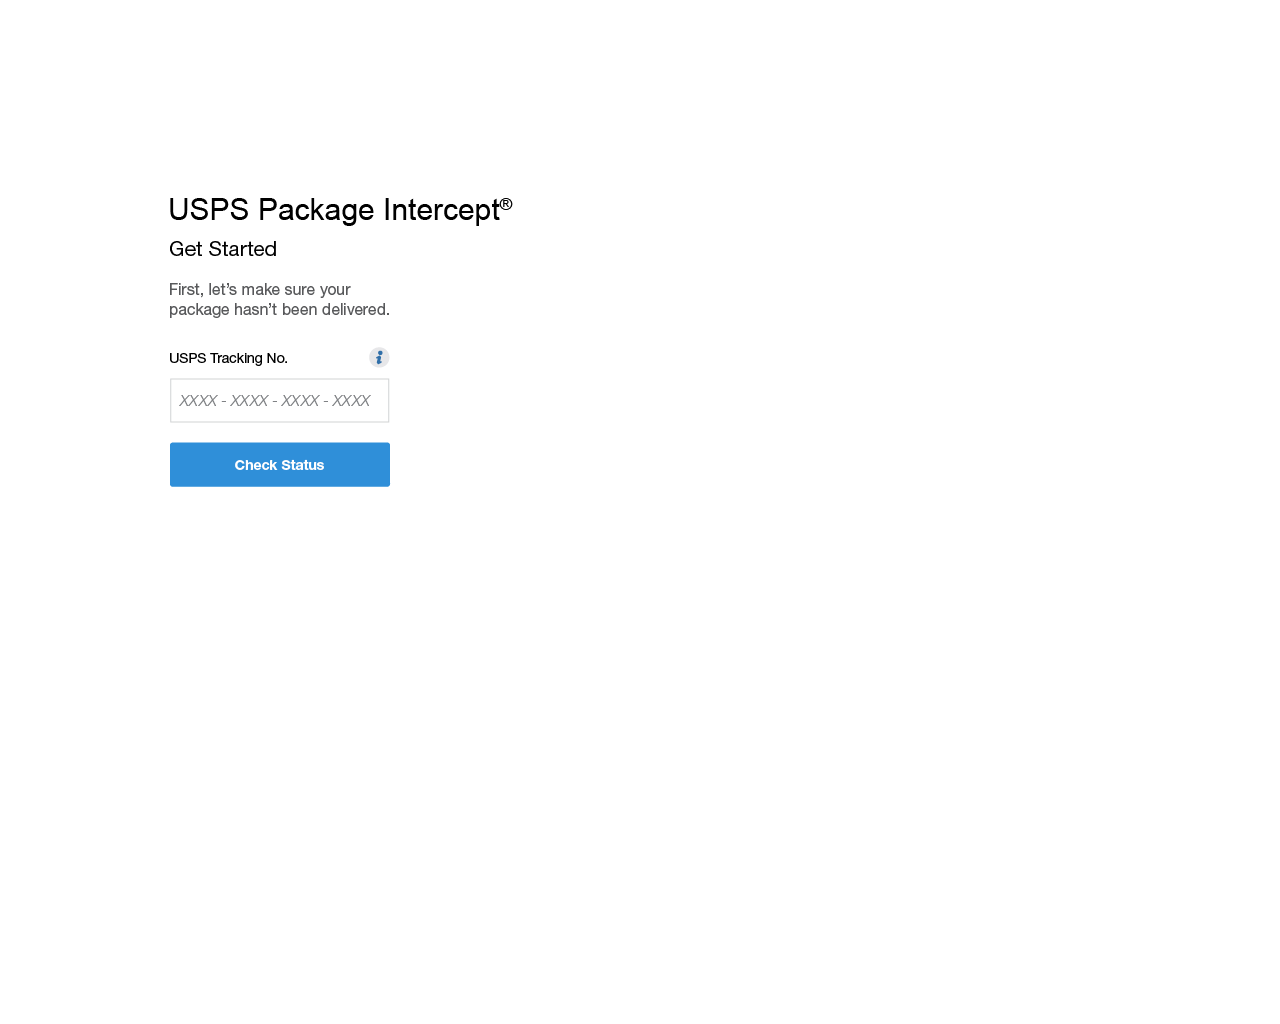 USPS Package Intercept®
Get Started
First, let’s make sure your
package hasn’t been delivered.
USPS Tracking No.
i
XXXX - XXXX - XXXX - XXXX
Check Status